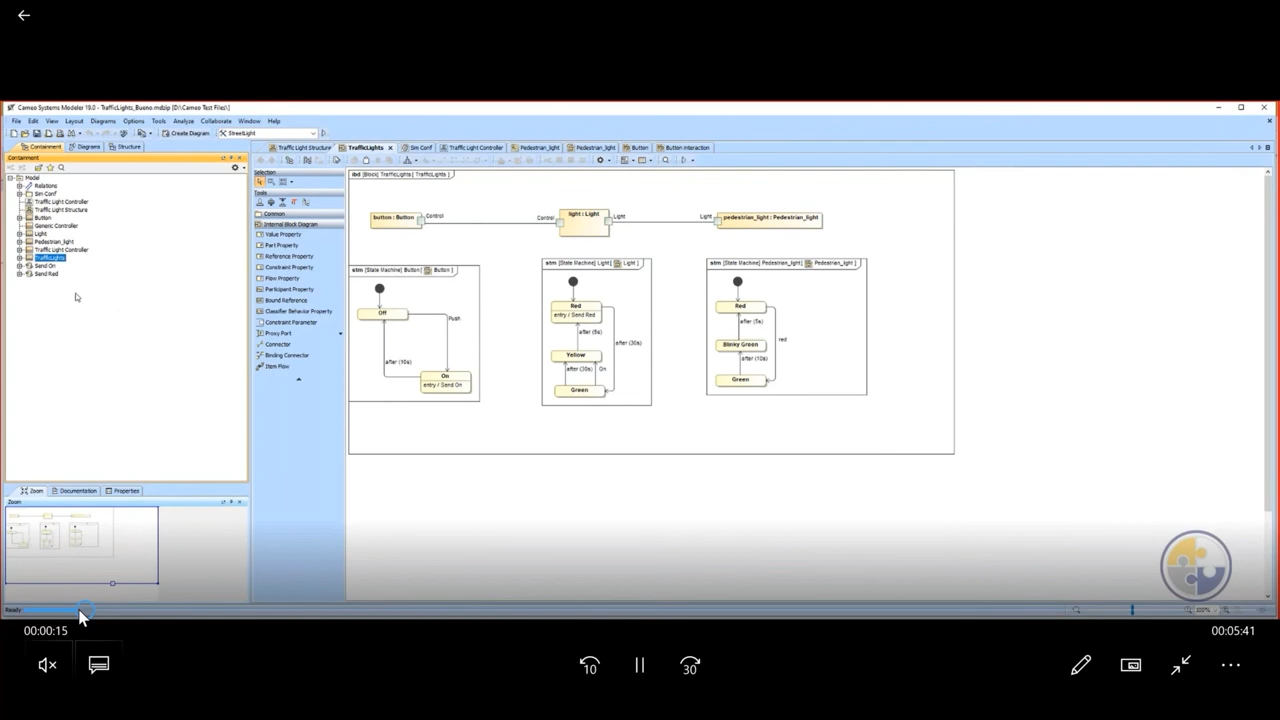 Cameo Systems Modeler 19.0 - TrafficLights_Bueno.mdzip [D:\Cameo Test Files\]
File Edit View Layout Diagrams Options Tools Analyze Collaborate Window Help
Create Diagram StreetLight
Containment Diagrams Structure
Traffic Light Structure TrafficLights Sim Conf Traffic Light Controller Pedestrian_light Pedestrian_light Button Button Interaction
Containment
Model
Relations
Sim Conf
Traffic Light Controller
Traffic Light Structure
Button
Generic Controller
Light
Pedestrian_light
Traffic Light Controller
TrafficLights
Send On
Send Red
Zoom Documentation Properties
Zoom
Ready
Selection
Tools
Common
Internal Block Diagram
Value Property
Part Property
Reference Property
Constraint Property
Flow Property
Participant Property
Bound Reference
Classifier Behavior Property
Constraint Parameter
Proxy Port
Connector
Binding Connector
Item Flow
ibd [Block] TrafficLights [ TrafficLights ]
button : Button
Control
Control
light : Light
Light
Light
pedestrian_light : Pedestrian_light
stm [State Machine] Button[ Button ]
Off
Push
after (10s)
On
entry / Send On
stm [State Machine] Light[ Light ]
Red
entry / Send Red
after (5s)
after (30s)
Yellow
after (30s)
On
Green
stm [State Machine] Pedestrian_light[ Pedestrian_light ]
Red
after (5s)
red
Blinky Green
after (10s)
Green
100%
00:00:15
00:05:41
10
30